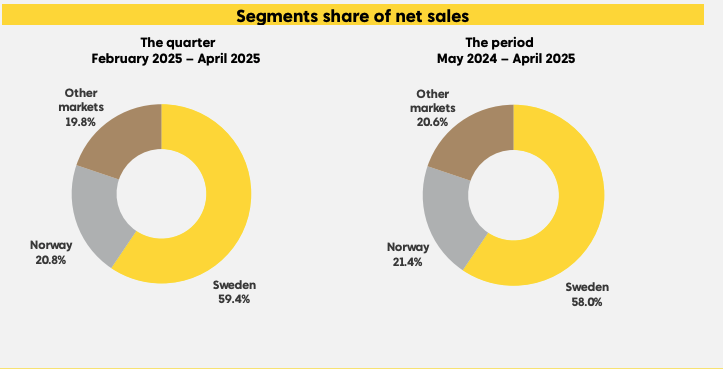 Segments share of net sales
The quarter
February 2025 – April 2025
Other
markets
19.8%
Norway
20.8%
Sweden
59.4%
The period
May 2024 – April 2025
Other
markets
20.6%
Norway
21.4%
Sweden
58.0%